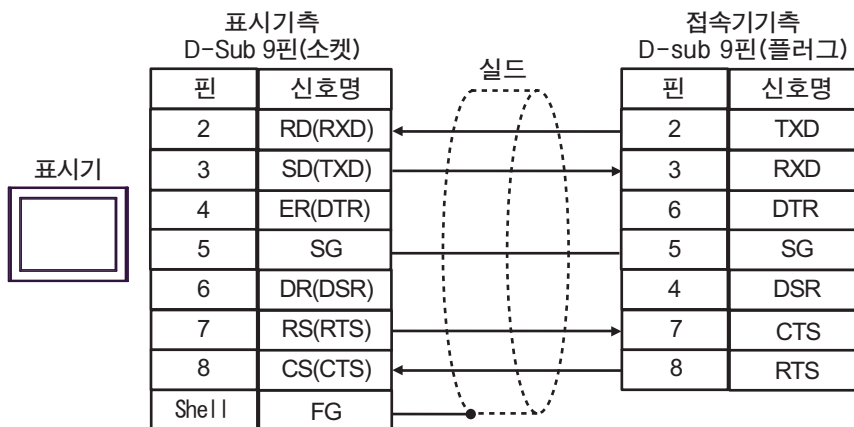 표시기측
D-Sub 9핀(소켓)
접속기기측
D-sub 9핀(플러그)
실드
표시기
핀 신호명
2 RD(RXD)
3 SD(TXD)
4 ER(DTR)
5 SG
6 DR(DSR)
7 RS(RTS)
8 CS(CTS)
Shell FG
핀 신호명
2 TXD
3 RXD
6 DTR
5 SG
4 DSR
7 CTS
8 RTS